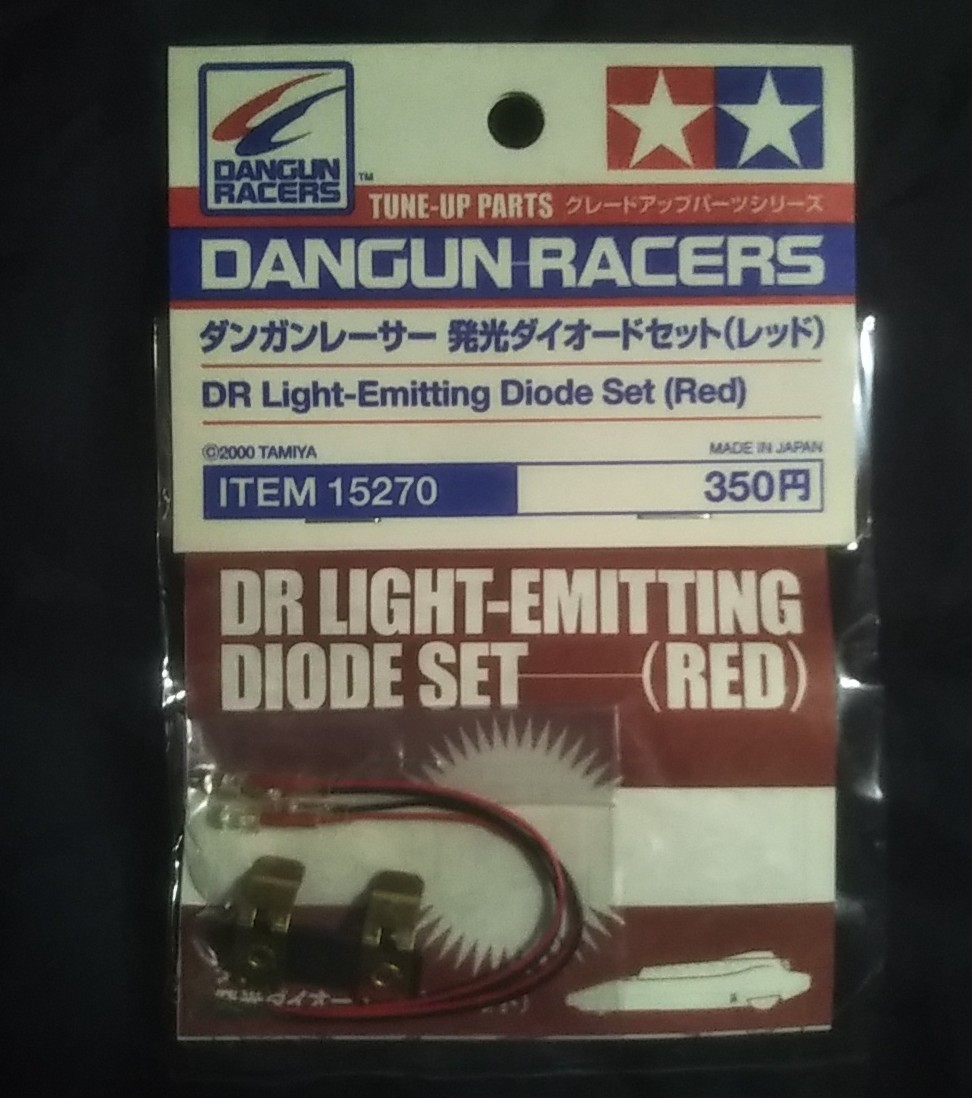 DANGUN
RACERS
TM
TUNE-UP PARTS グレードアップパーツシリーズ
DANGUN RACERS
ダンガンレーサー 発光ダイオードセット(レッド)
DR Light-Emitting Diode Set (Red)
©2000 TAMIYA MADE IN JAPAN
ITEM 15270 350円
DR LIGHT-EMITTING
DIODE SET (RED)